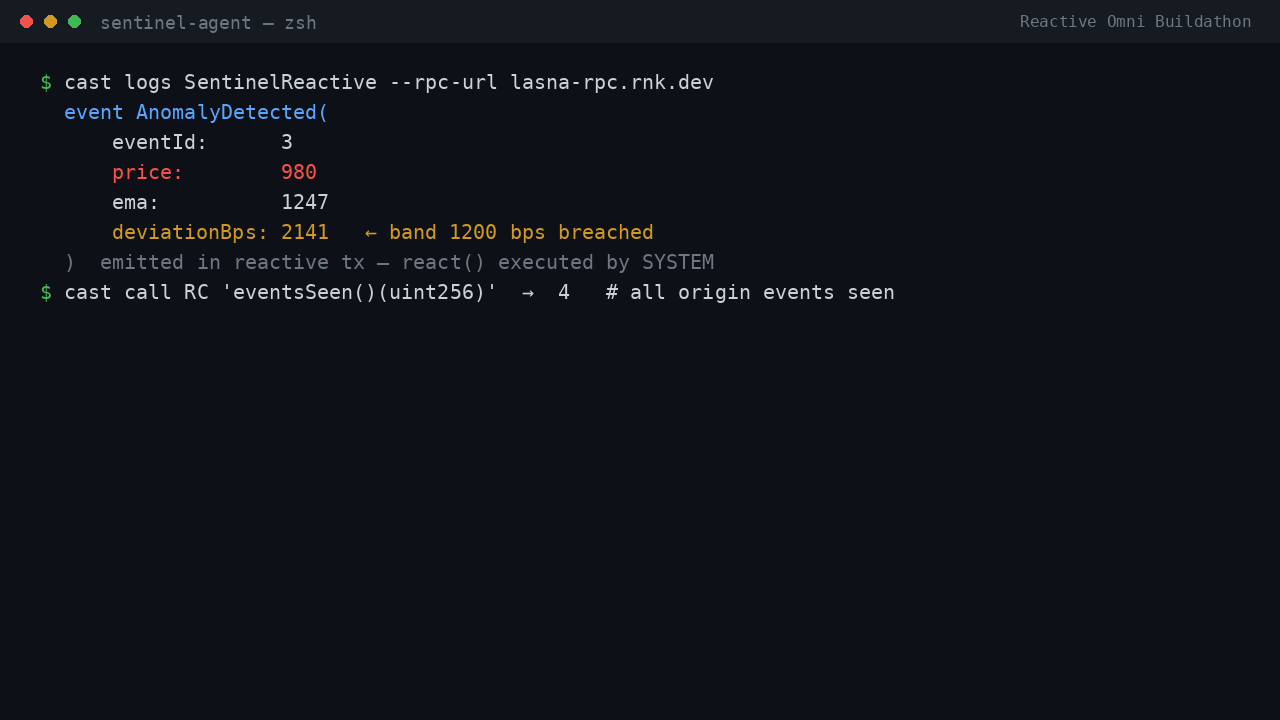 sentinel-agent — zsh
Reactive Omni Buildathon
$ cast logs SentinelReactive --rpc-url lasna-rpc.rnk.dev
event AnomalyDetected(
eventId: 3
price: 980
ema: 1247
deviationBps: 2141 ← band 1200 bps breached
) emitted in reactive tx — react() executed by SYSTEM
$ cast call RC 'eventsSeen()(uint256)' → 4 # all origin events seen